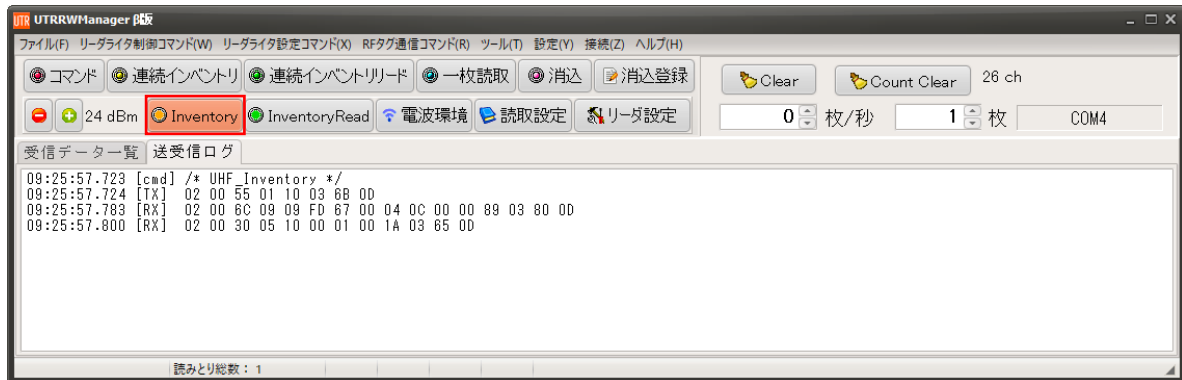 UTR UTRRWManager β版
ファイル(F) リーダライタ制御コマンド(W) リーダライタ設定コマンド(X) RFタグ通信コマンド(R) ツール(T) 設定(Y) 接続(Z) ヘルプ(H)
コマンド 連続インベントリ 連続インベントリリード 一枚読取 消込 消込登録 Clear Count Clear 26 ch
24 dBm Inventory InventoryRead 電波環境 読取設定 リーダ設定 0 枚/秒 1 枚 COM4
受信データ一覧 送受信ログ
09:25:57.723 [cmd] /* UHF_Inventory */
09:25:57.724 [TX] 02 00 55 01 10 03 6B 0D
09:25:57.783 [RX] 02 00 6C 09 09 FD 67 00 04 0C 00 00 89 03 80 0D
09:25:57.800 [RX] 02 00 30 05 10 00 01 00 1A 03 65 0D
読みとり総数： 1